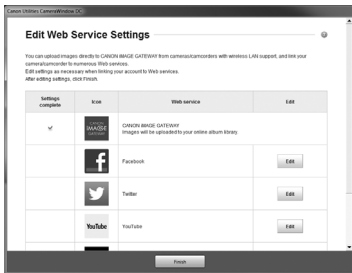 Canon Utilities CameraWindow DC
Edit Web Service Settings
You can upload images directly to CANON iMAGE GATEWAY from cameras/camcorders with wireless LAN support, and link your
camera/camcorder to numerous Web services.
Edit settings as necessary when linking your account to Web services.
After editing settings, click Finish.
Settings complete Icon Web service Edit
CANON iMAGE GATEWAY
CANON iMAGE GATEWAY
Images will be uploaded to your online album library.
Facebook Edit
Twitter Edit
YouTube YouTube Edit
Finish